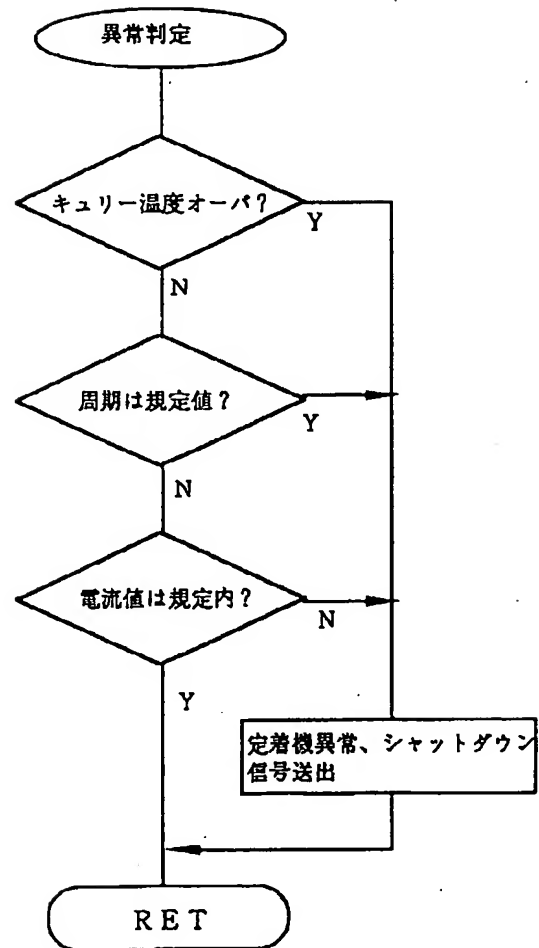 異常判定
キュリー温度オーバ?
Y
N
周期は規定値?
Y
N
電流値は規定内?
N
Y
定着機異常、シャットダウン
信号送出
RET